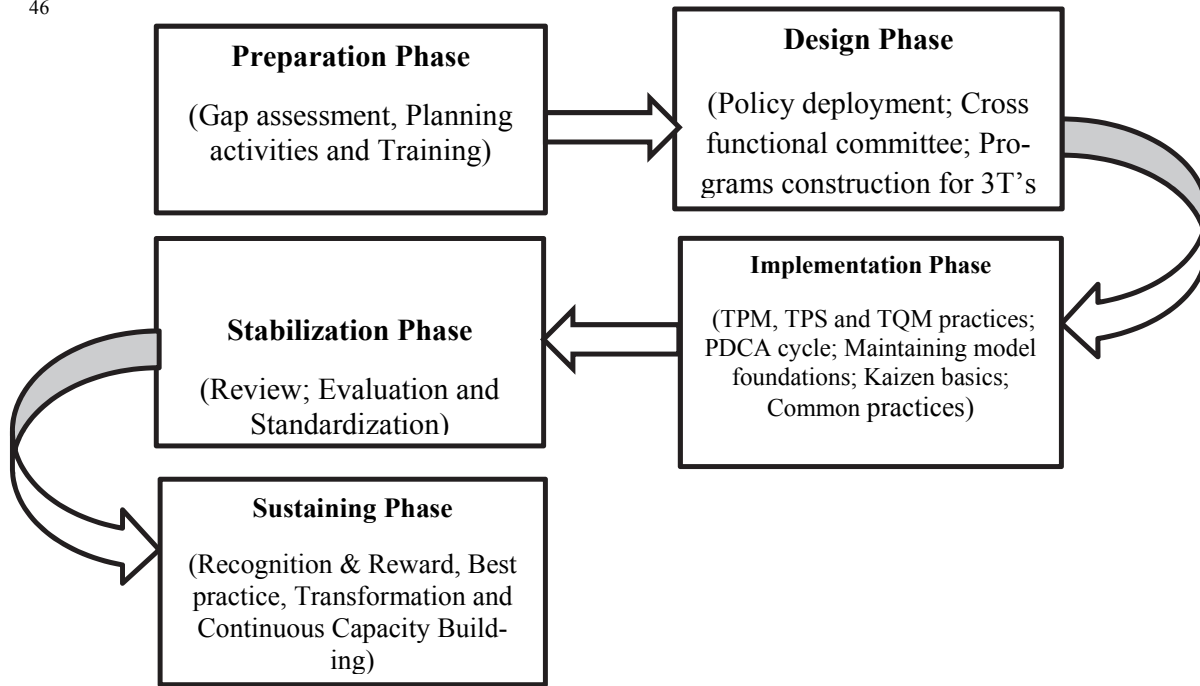 46
Preparation Phase
(Gap assessment, Planning
activities and Training)
Design Phase
(Policy deployment; Cross
functional committee; Pro-
grams construction for 3T’s
Implementation Phase
(TPM, TPS and TQM practices;
PDCA cycle; Maintaining model
foundations; Kaizen basics;
Common practices)
Stabilization Phase
(Review; Evaluation and
Standardization)
Sustaining Phase
(Recognition & Reward, Best
practice, Transformation and
Continuous Capacity Build-
ing)